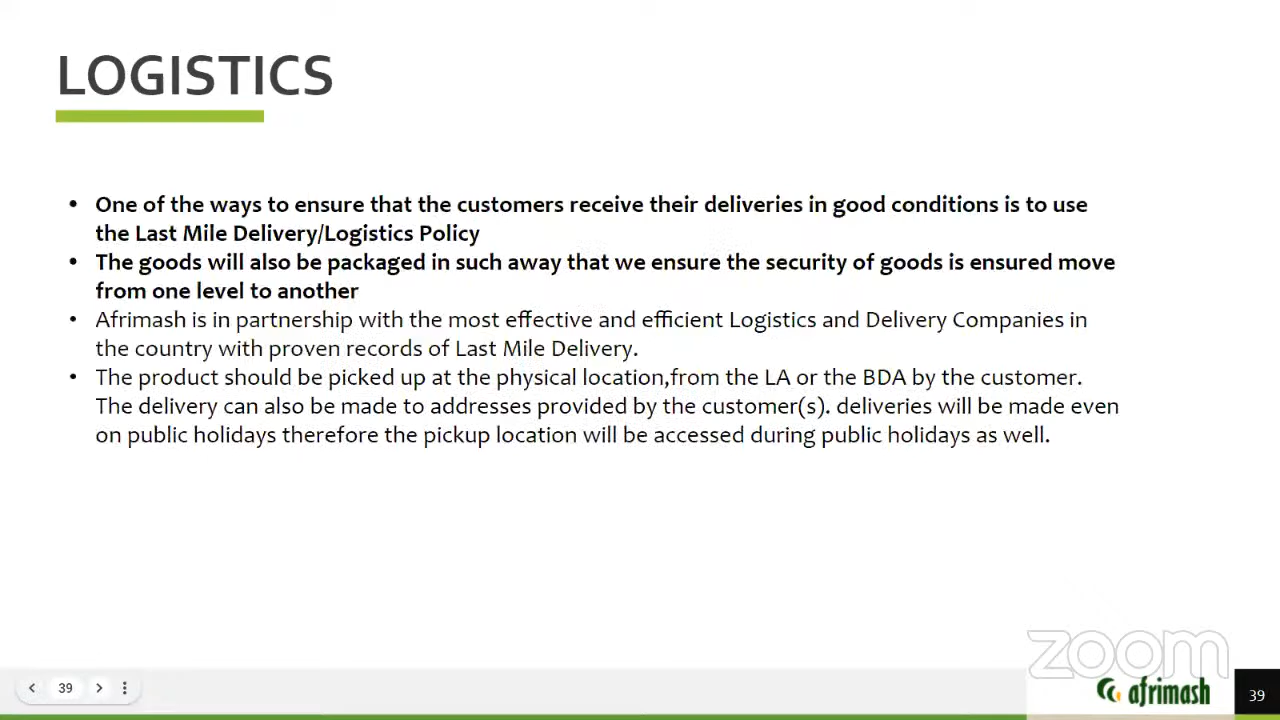 LOGISTICS
• One of the ways to ensure that the customers receive their deliveries in good conditions is to use
the Last Mile Delivery/Logistics Policy
• The goods will also be packaged in such away that we ensure the security of goods is ensured move
from one level to another
• Afrimash is in partnership with the most effective and efficient Logistics and Delivery Companies in
the country with proven records of Last Mile Delivery.
• The product should be picked up at the physical location,from the LA or the BDA by the customer.
The delivery can also be made to addresses provided by the customer(s). deliveries will be made even
on public holidays therefore the pickup location will be accessed during public holidays as well.
zoom
39
afrimash
39